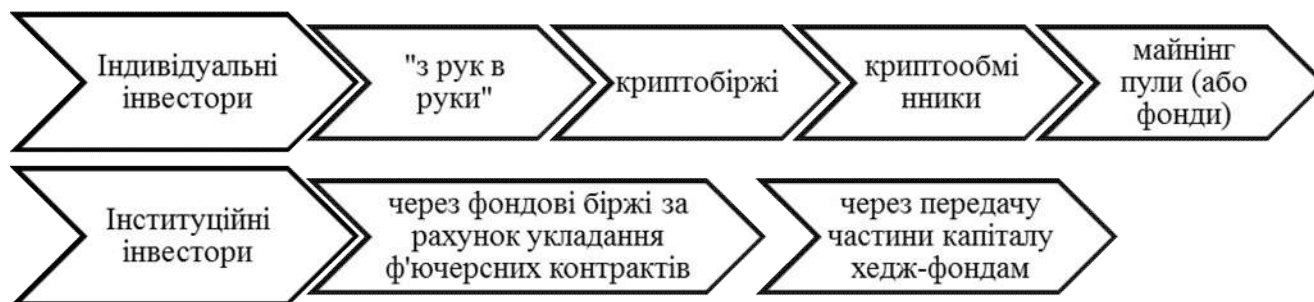 Індивідуальні
інвестори
"з рук в
руки"
криптобіржі
криптообмі
нники
майнінг
пули (або
фонди)
Інституційні
інвестори
через фондові біржі за
рахунок укладання
ф'ючерсних контрактів
через передачу
частини капіталу
хедж-фондам